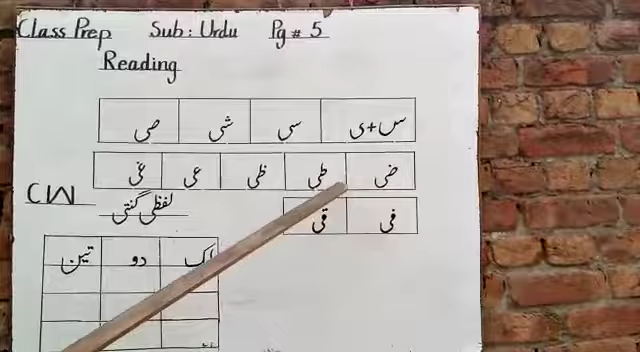 Class Prep Sub: Urdu Pg # 5
Reading
س+ی سی شی صی
ضی طی ظی عی غی
فی قی
CW
لفظی گنتی
اک دو تین